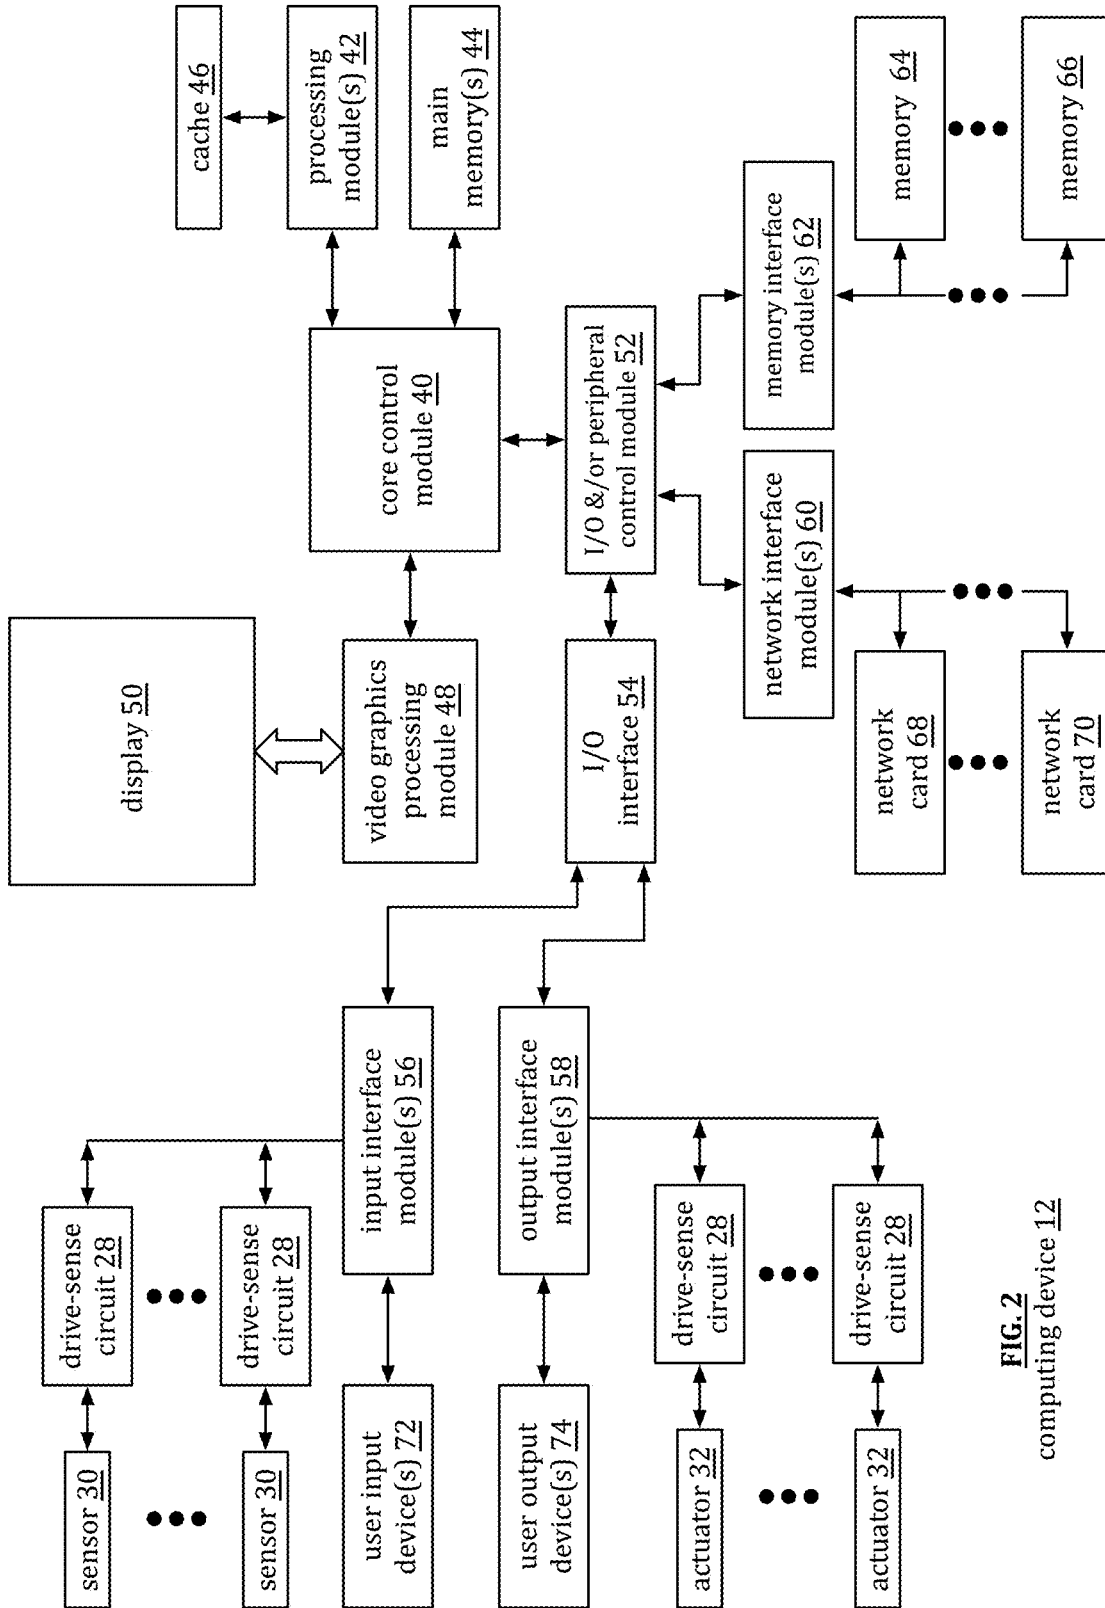 sensor 30
drive-sense
circuit 28
sensor 30
drive-sense
circuit 28
user input
device(s) 72
input interface
module(s) 56
user output
device(s) 74
output interface
module(s) 58
actuator 32
drive-sense
circuit 28
actuator 32
drive-sense
circuit 28
display 50
video graphics
processing
module 48
core control
module 40
cache 46
processing
module(s) 42
main
memory(s) 44
I/O
interface 54
I/O &/or peripheral
control module 52
network interface
module(s) 60
memory interface
module(s) 62
network
card 68
network
card 70
memory 64
memory 66
FIG. 2
computing device 12